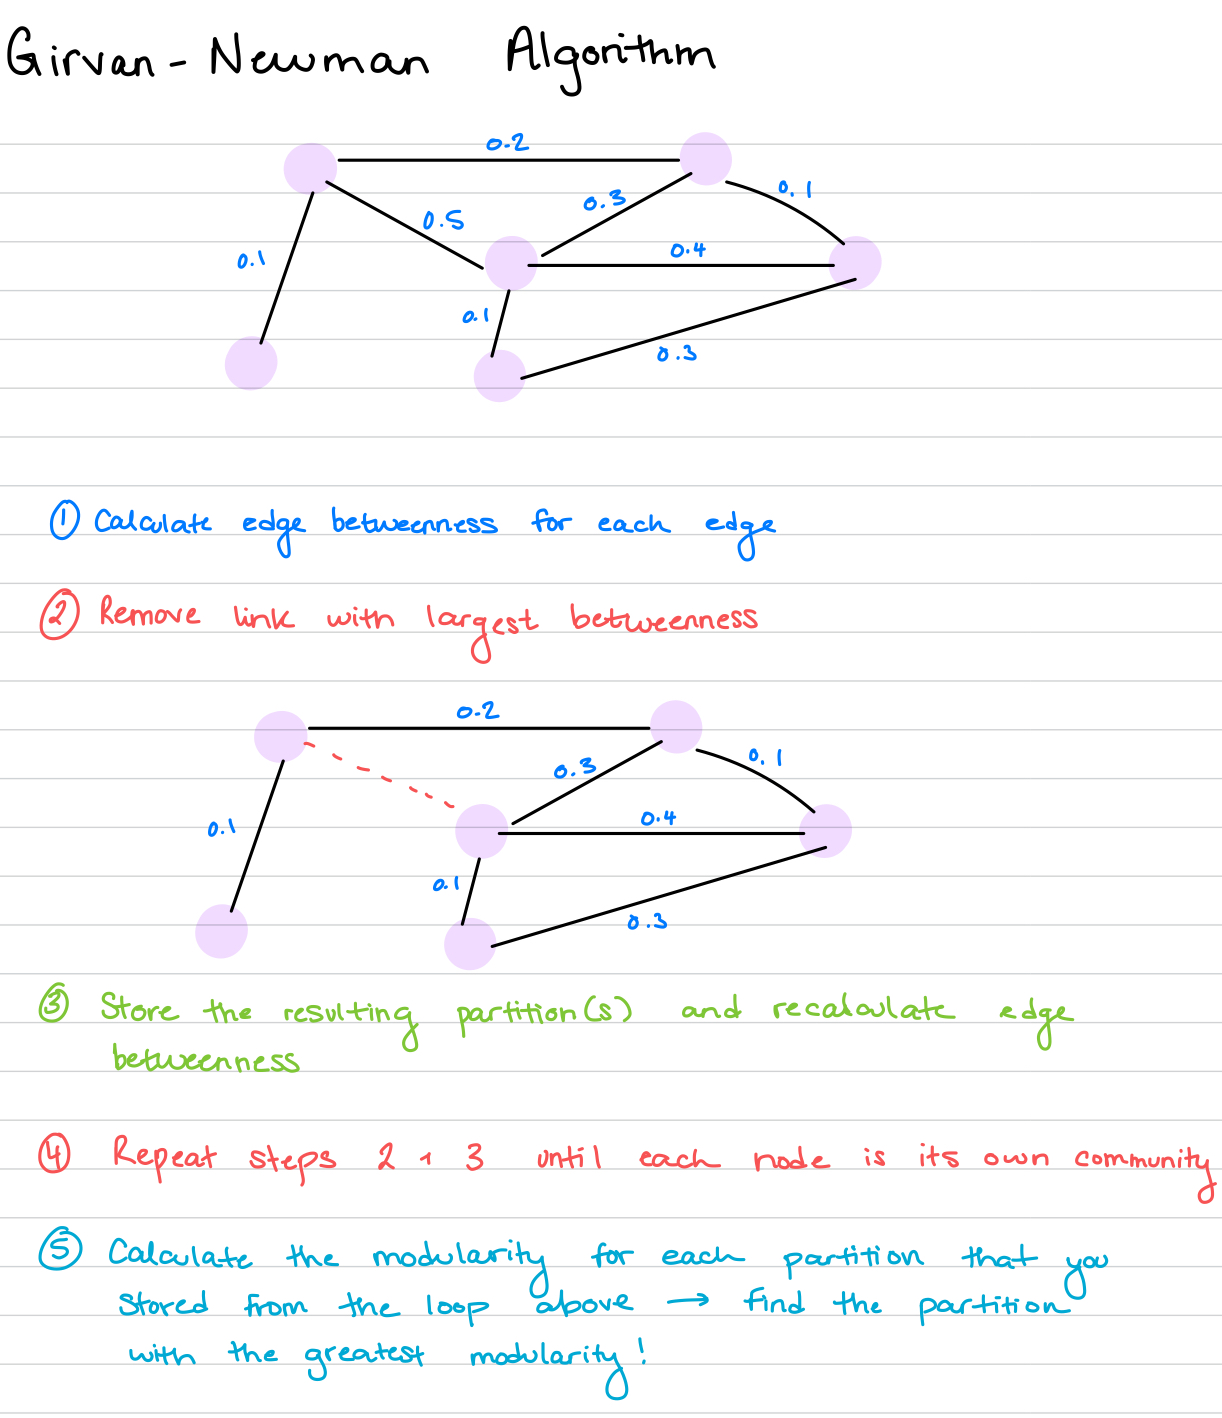 Girvan - Newman Algorithm
0.2
0.3
0.1
0.5
0.4
0.1
0.1
0.3
① Calculate edge betweenness for each edge
② Remove link with largest betweenness
0.2
0.3
0.1
0.4
0.1
0.1
0.3
③ Store the resulting partition(s) and recalculate edge
betweenness
④ Repeat steps 2 + 3 until each node is its own community
⑤ Calculate the modularity for each partition that you
stored from the loop above → find the partition
with the greatest modularity!